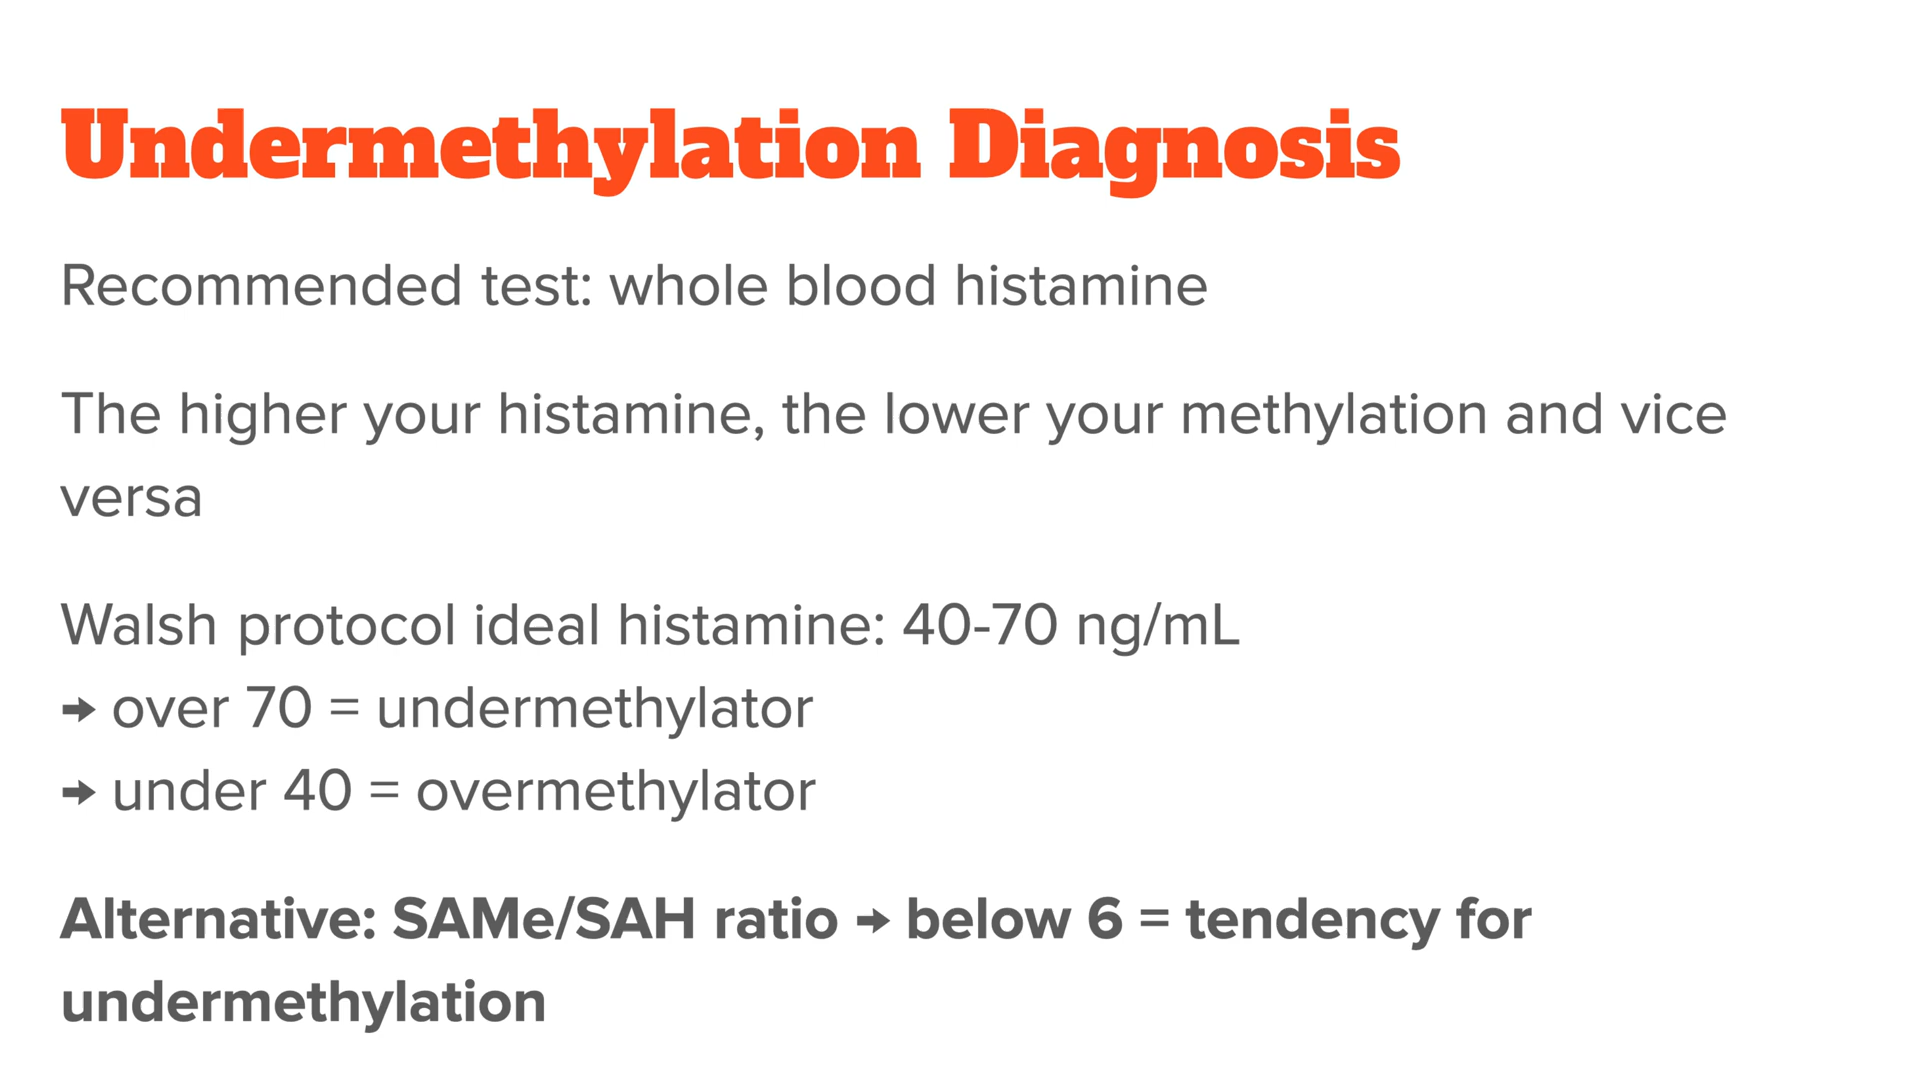 Undermethylation Diagnosis
Recommended test: whole blood histamine
The higher your histamine, the lower your methylation and vice
versa
Walsh protocol ideal histamine: 40-70 ng/mL
→ over 70 = undermethylator
→ under 40 = overmethylator
Alternative: SAMe/SAH ratio → below 6 = tendency for
undermethylation